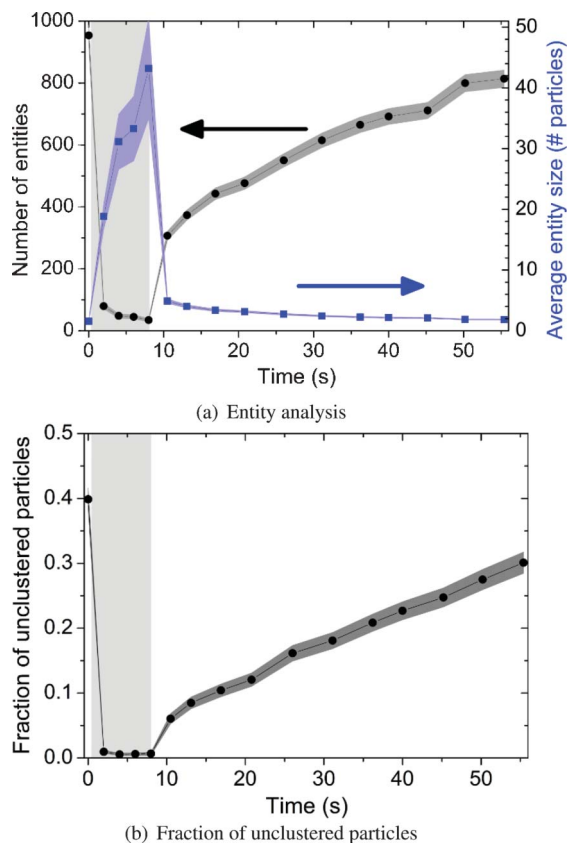 1000
800
600
400
200
0
Number of entities
50
40
30
20
10
0
Average entity size (# particles)
0 10 20 30 40 50
Time (s)
(a) Entity analysis
0.5
0.4
0.3
0.2
0.1
0.0
Fraction of unclustered particles
0 10 20 30 40 50
Time (s)
(b) Fraction of unclustered particles